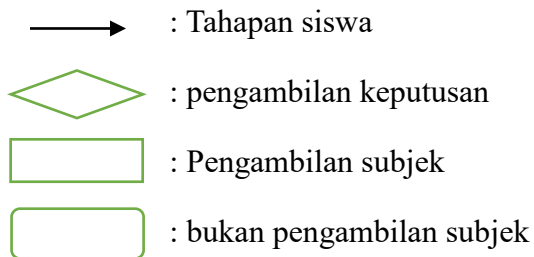 : Tahapan siswa
: pengambilan keputusan
: Pengambilan subjek
: bukan pengambilan subjek